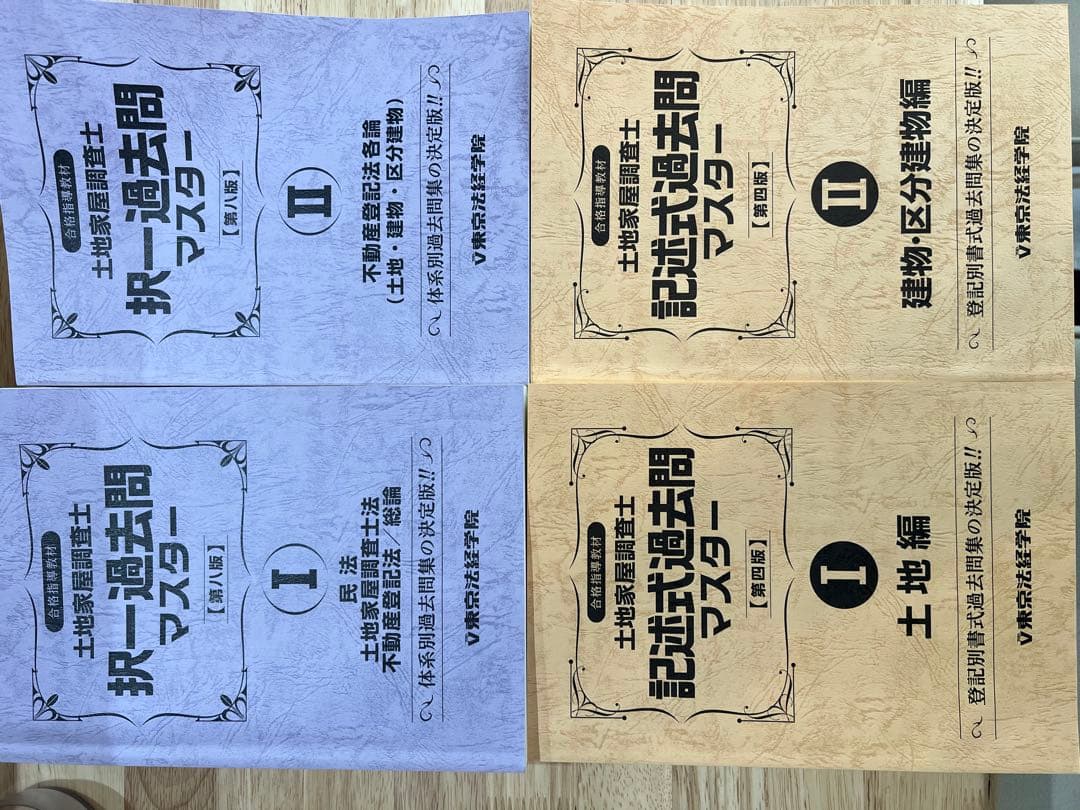 合格指導教材
土地家屋調査士
択一過去問
マスター
【第八版】
I
民法
土地家屋調査士法
不動産登記法/総論
体系別過去問集の決定版!!
東京法経学院
合格指導教材
土地家屋調査士
択一過去問
マスター
【第八版】
II
不動産登記法各論
(土地・建物・区分建物)
体系別過去問集の決定版!!
東京法経学院
合格指導教材
土地家屋調査士
記述式過去問
マスター
【第四版】
I
土地編
登記別書式過去問集の決定版!!
東京法経学院
合格指導教材
土地家屋調査士
記述式過去問
マスター
【第四版】
II
建物・区分建物編
登記別書式過去問集の決定版!!
東京法経学院